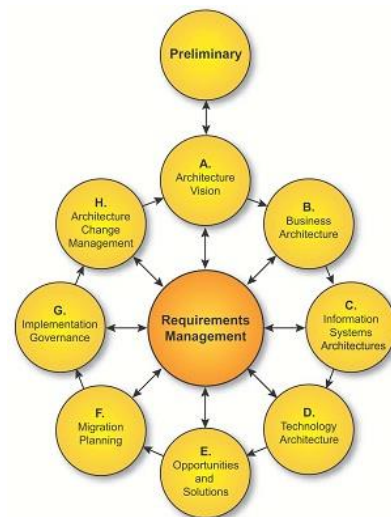 Preliminary
A.
Architecture
Vision
B.
Business
Architecture
C.
Information
Systems
Architectures
D.
Technology
Architecture
E.
Opportunities
and
Solutions
F.
Migration
Planning
G.
Implementation
Governance
H.
Architecture
Change
Management
Requirements
Management